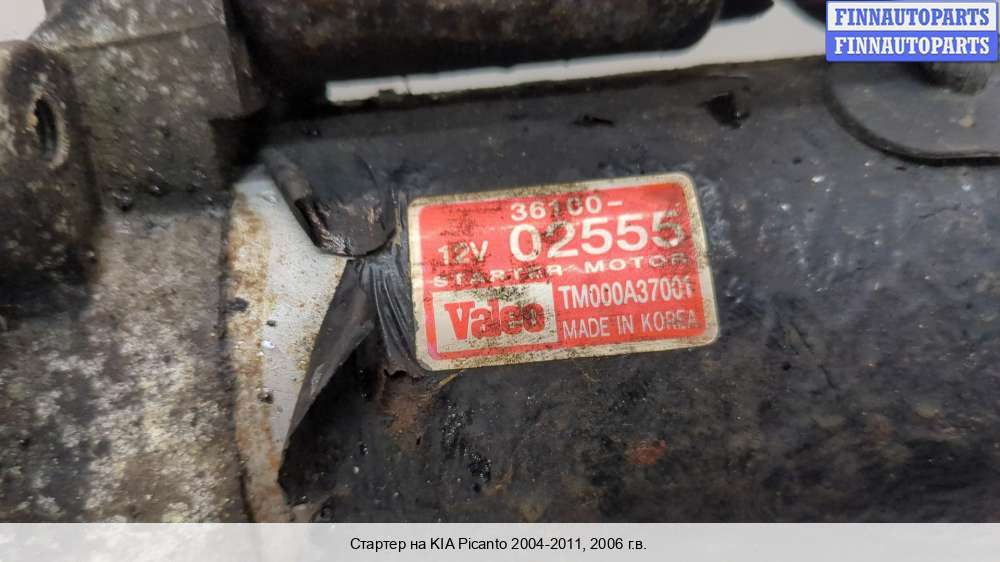 FINNAUTOPARTS
FINNAUTOPARTS
36100-
12V 02555
STARTER MOTOR
Valeo TM000A37001
MADE IN KOREA
Стартер на KIA Picanto 2004-2011, 2006 г.в.